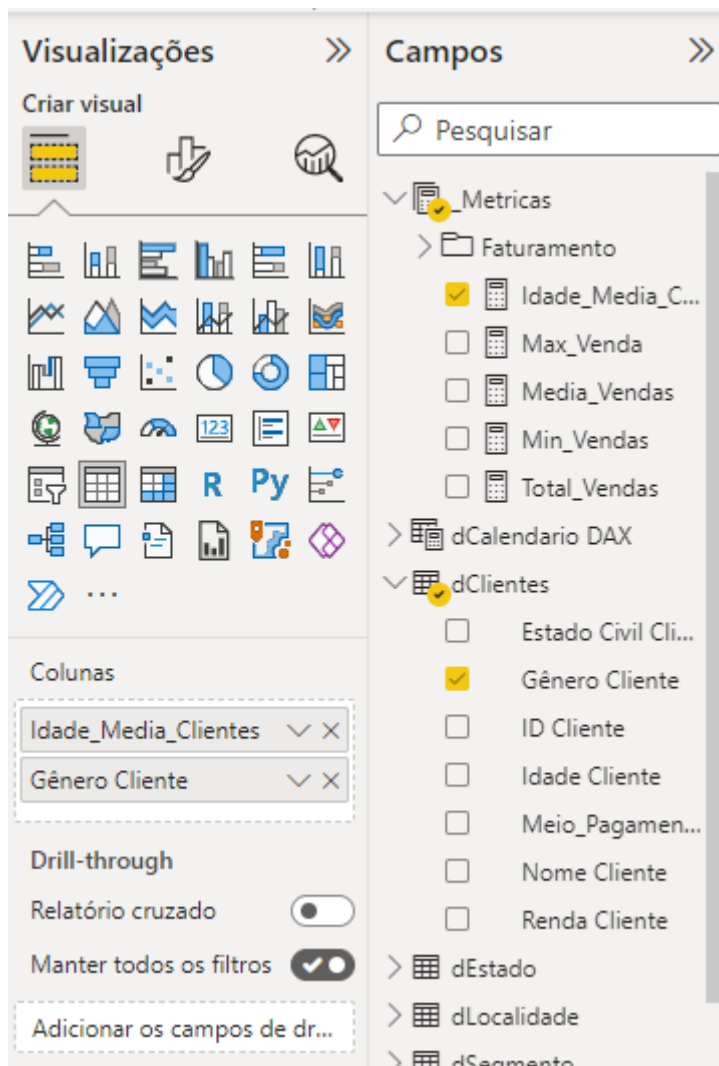 Visualizações
Criar visual
123
R
Py
...
Colunas
Idade_Media_Clientes
Gênero Cliente
Drill-through
Relatório cruzado
Manter todos os filtros
Adicionar os campos de dr...
Campos
Pesquisar
_Metricas
Faturamento
Idade_Media_C...
Max_Venda
Media_Vendas
Min_Vendas
Total_Vendas
dCalendario DAX
dClientes
Estado Civil Cli...
Gênero Cliente
ID Cliente
Idade Cliente
Meio_Pagamen...
Nome Cliente
Renda Cliente
dEstado
dLocalidade
dSegmento